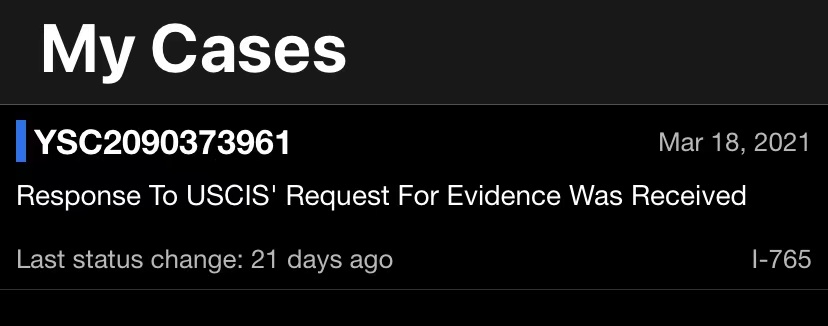 My Cases
YSC2090373961 Mar 18, 2021
Response To USCIS' Request For Evidence Was Received
Last status change: 21 days ago I-765